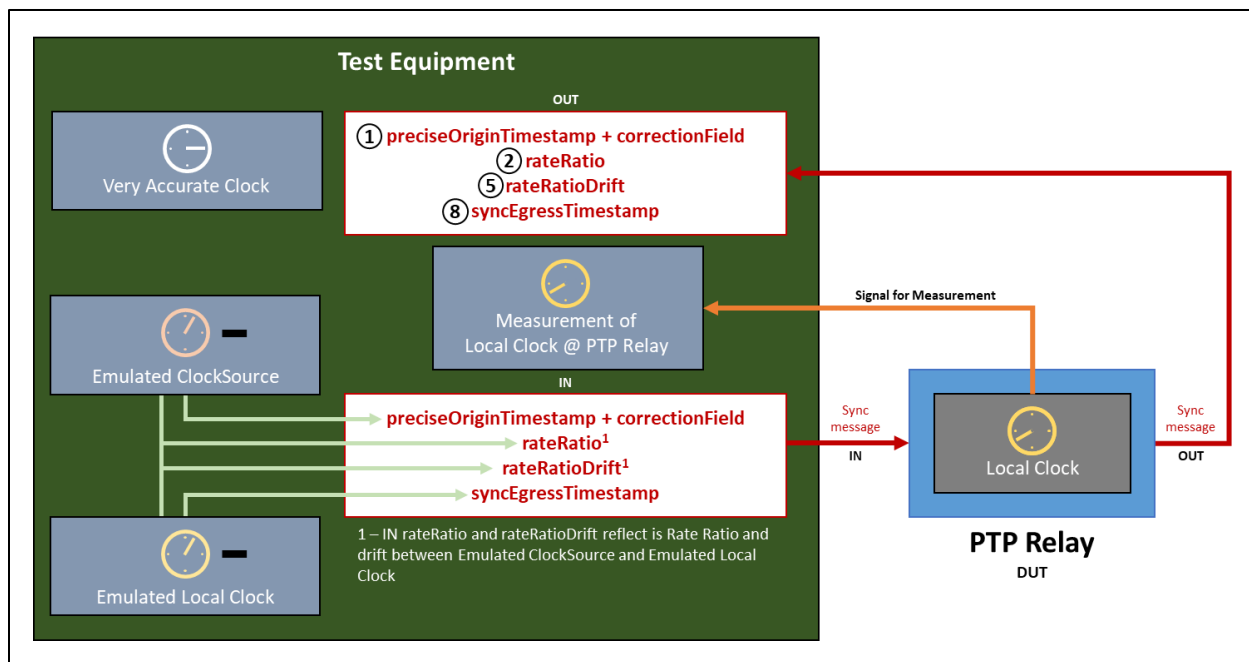 Test Equipment
OUT
① preciseOriginTimestamp + correctionField
② rateRatio
⑤ rateRatioDrift
⑧ syncEgressTimestamp
Very Accurate Clock
Measurement of
Local Clock @ PTP Relay
Signal for Measurement
Emulated ClockSource
IN
preciseOriginTimestamp + correctionField
rateRatio¹
rateRatioDrift¹
syncEgressTimestamp
Sync
message
IN
Local Clock
Sync
message
OUT
1 – IN rateRatio and rateRatioDrift reflect is Rate Ratio and
drift between Emulated ClockSource and Emulated Local
Clock
Emulated Local Clock
PTP Relay
DUT